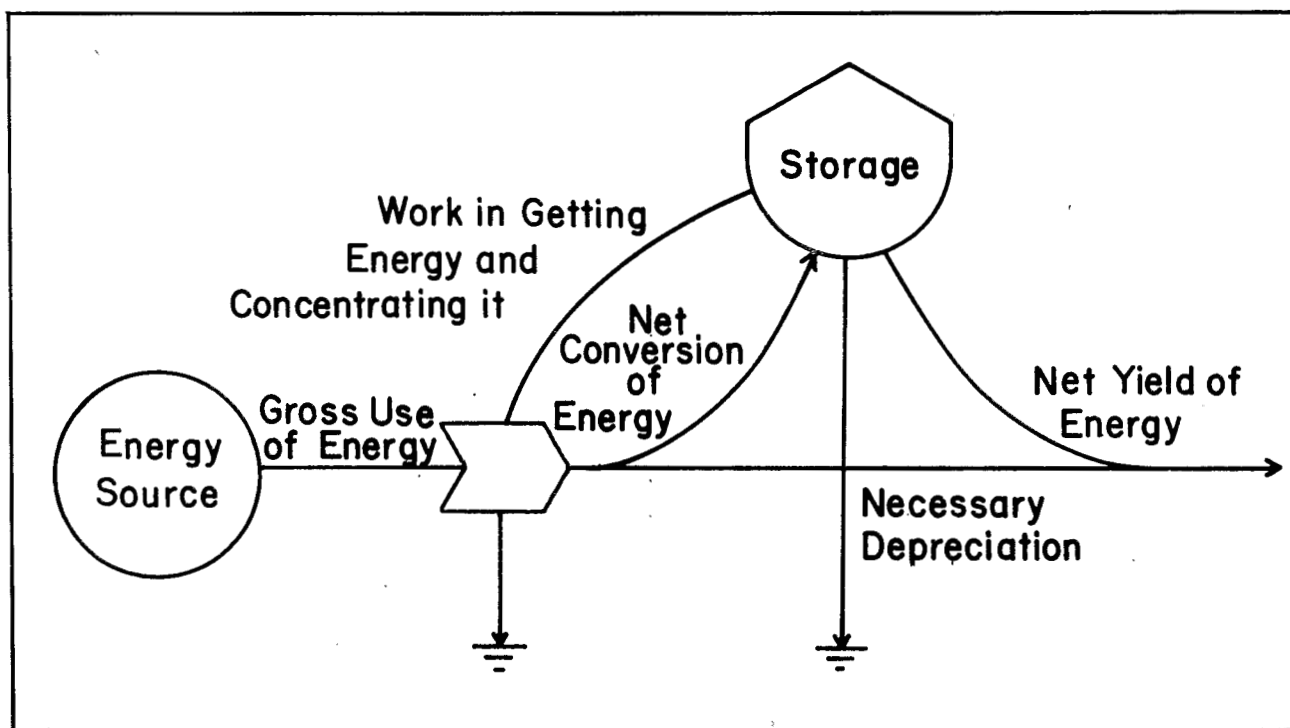 Storage
Work in Getting
Energy and
Concentrating it
Net
Conversion
of
Energy
Gross Use
of Energy
Energy
Source
Net Yield of
Energy
Necessary
Depreciation